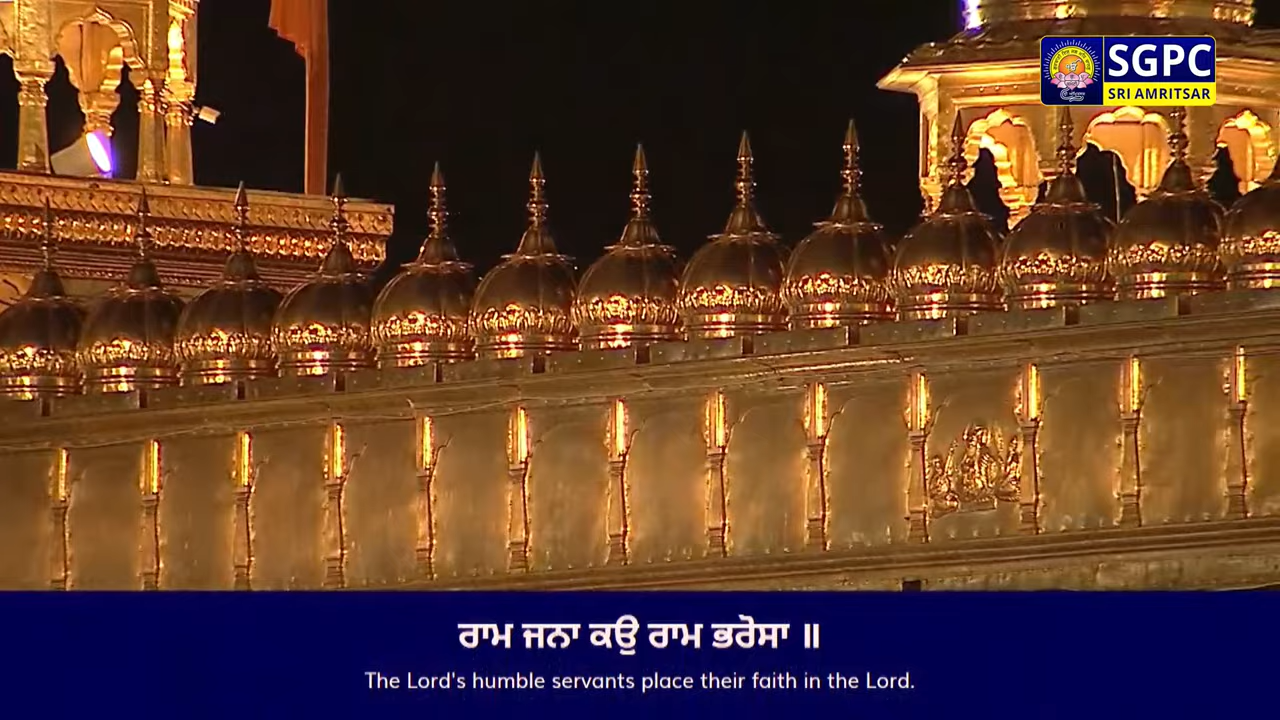 SGPC
SRI AMRITSAR
ਰਾਮ ਜਨਾ ਕਉ ਰਾਮ ਭਰੋਸਾ ॥
The Lord's humble servants place their faith in the Lord.